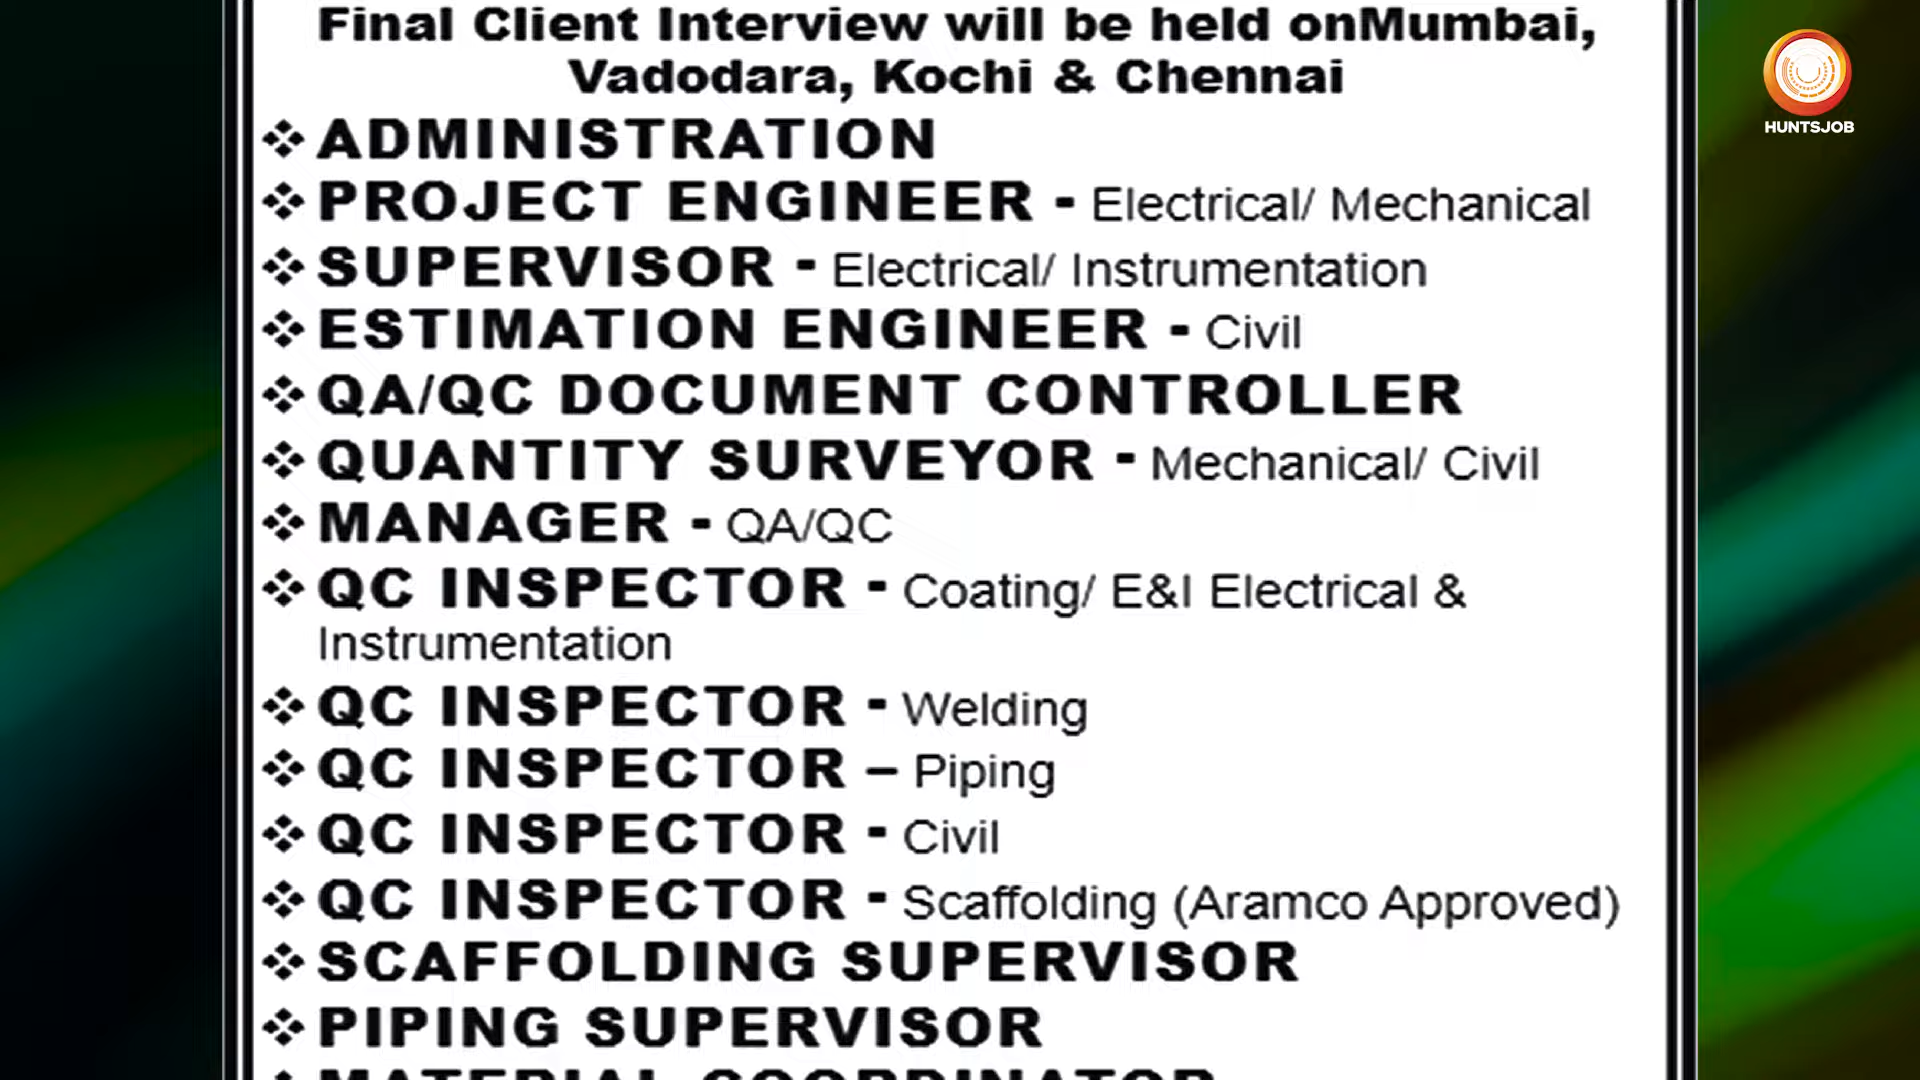 Final Client Interview will be held onMumbai,
Vadodara, Kochi & Chennai
HUNTSJOB
❖ ADMINISTRATION
❖ PROJECT ENGINEER - Electrical/ Mechanical
❖ SUPERVISOR - Electrical/ Instrumentation
❖ ESTIMATION ENGINEER - Civil
❖ QA/QC DOCUMENT CONTROLLER
❖ QUANTITY SURVEYOR - Mechanical/ Civil
❖ MANAGER - QA/QC
❖ QC INSPECTOR - Coating/ E&I Electrical &
Instrumentation
❖ QC INSPECTOR - Welding
❖ QC INSPECTOR – Piping
❖ QC INSPECTOR - Civil
❖ QC INSPECTOR - Scaffolding (Aramco Approved)
❖ SCAFFOLDING SUPERVISOR
❖ PIPING SUPERVISOR
❖ MATERIAL COORDINATOR